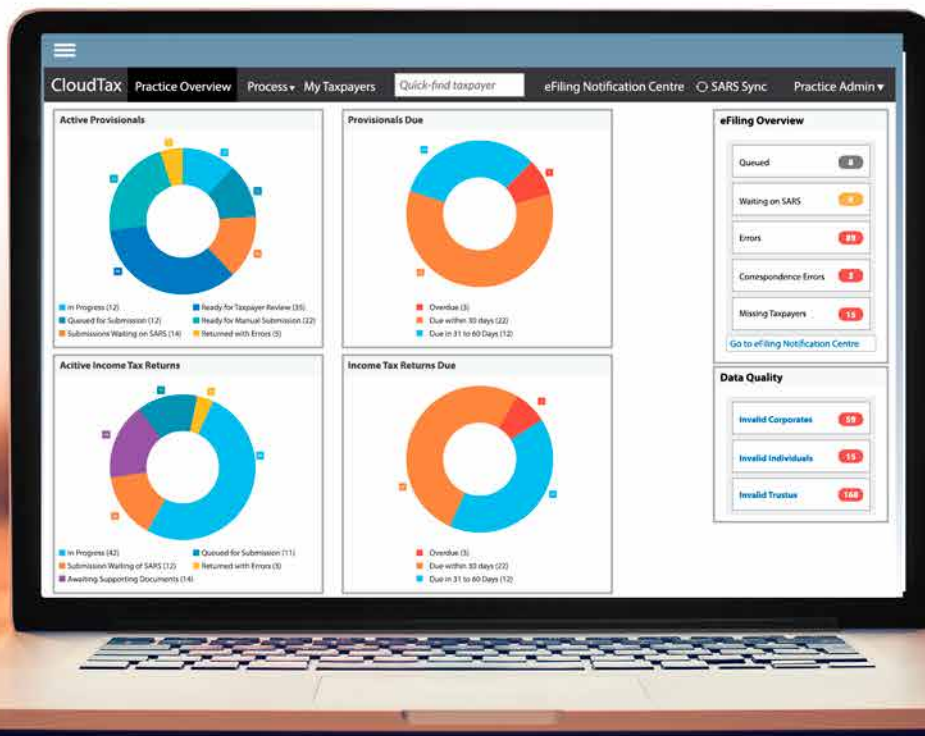 CloudTax Practice Overview Process My Taxpayers Quick-find taxpayer eFiling Notification Centre SARS Sync Practice Admin
Active Provisionals
In Progress (12) Ready for Taxpayer Review (35)
Queued for Submission (12) Ready for Manual Submission (22)
Submissions Waiting on SARS (14) Returned with Errors (5)
Provisionals Due
Overdue (3)
Due within 30 days (22)
Due in 31 to 60 Days (12)
eFiling Overview
Queued 8
Waiting on SARS
Errors 89
Correspondence Errors 3
Missing Taxpayers 15
Go to eFiling Notification Centre
Acitive Income Tax Returns
In Progress (42) Queued for Submission (11)
Submission Waiting of SARS (12) Returned with Errors (3)
Awaiting Supporting Documents (14)
Income Tax Returns Due
Overdue (3)
Due within 30 days (22)
Due in 31 to 60 Days (12)
Data Quality
Invalid Corporates 59
Invalid Individuals 15
Invalid Trustus 168